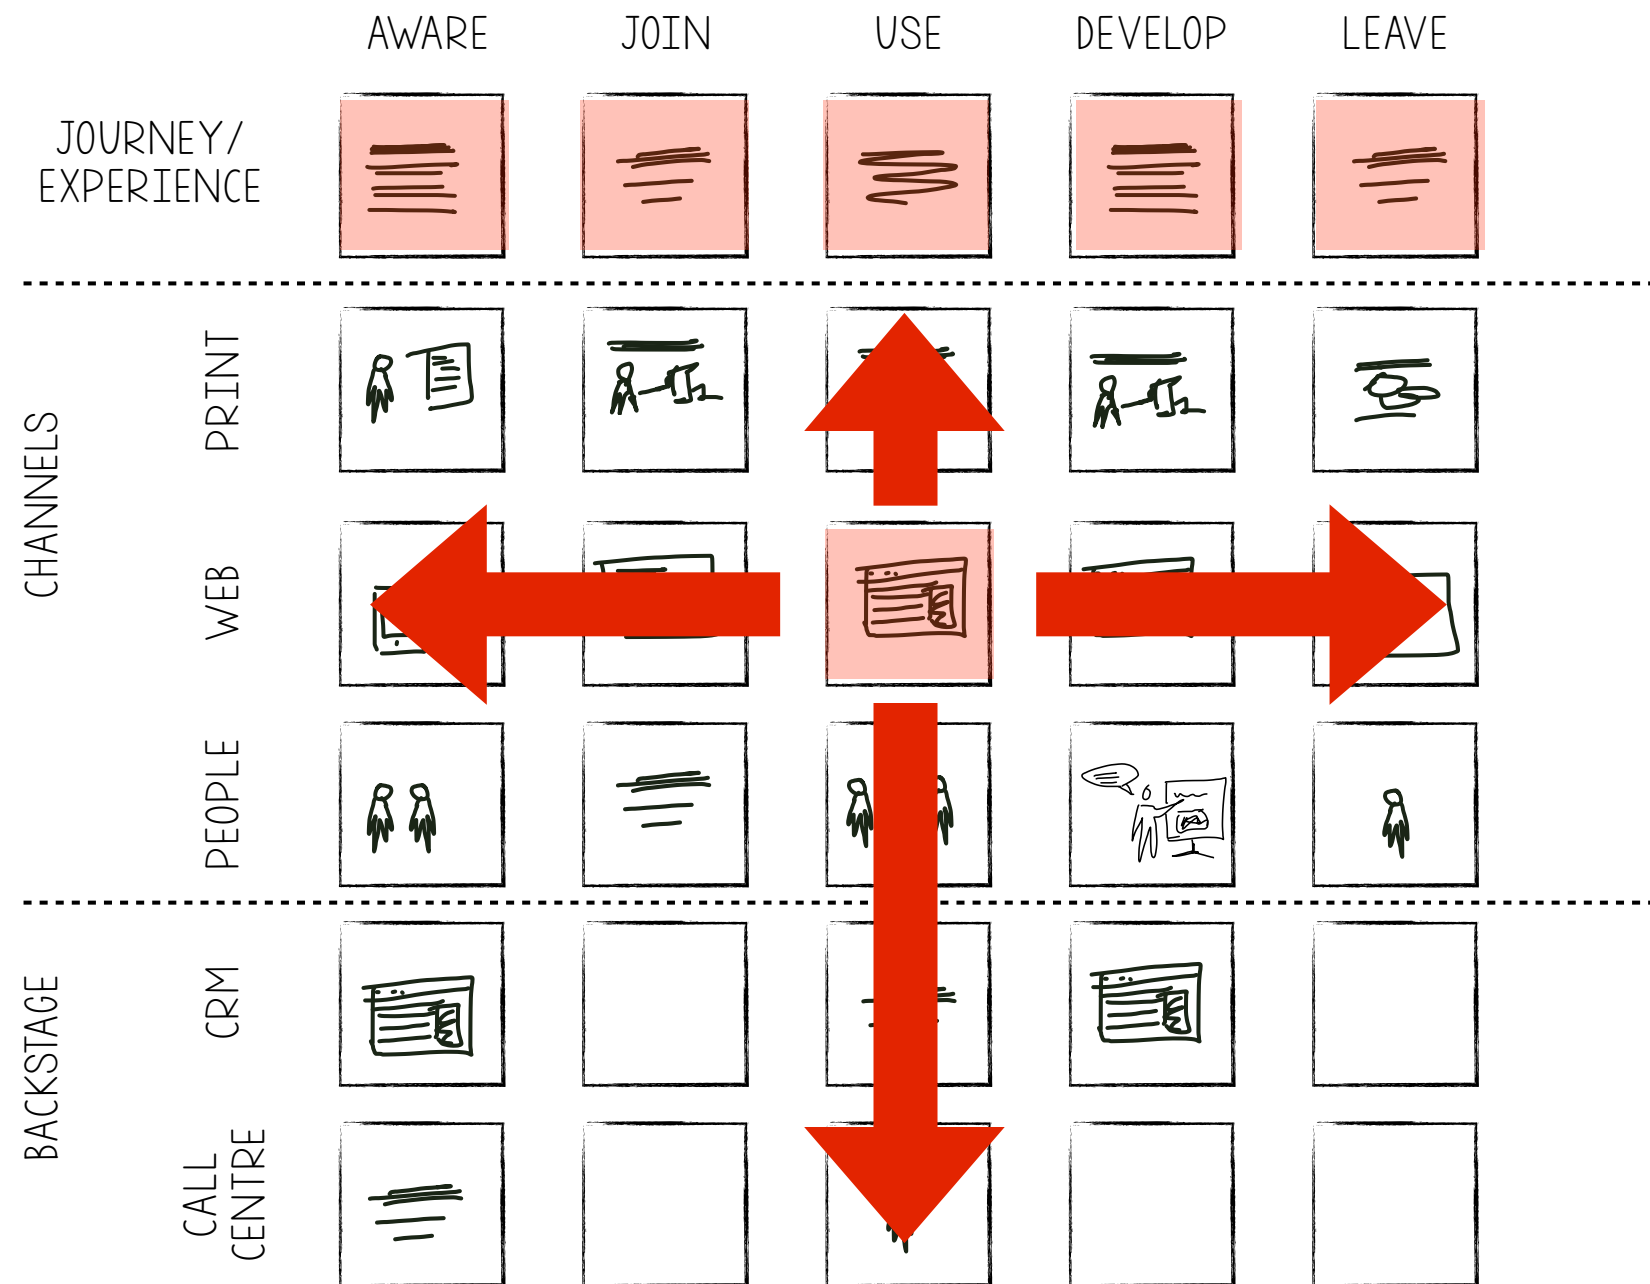 AWARE
JOIN
USE
DEVELOP
LEAVE
JOURNEY/
EXPERIENCE
CHANNELS
PRINT
WEB
PEOPLE
BACKSTAGE
CRM
CALL
CENTRE